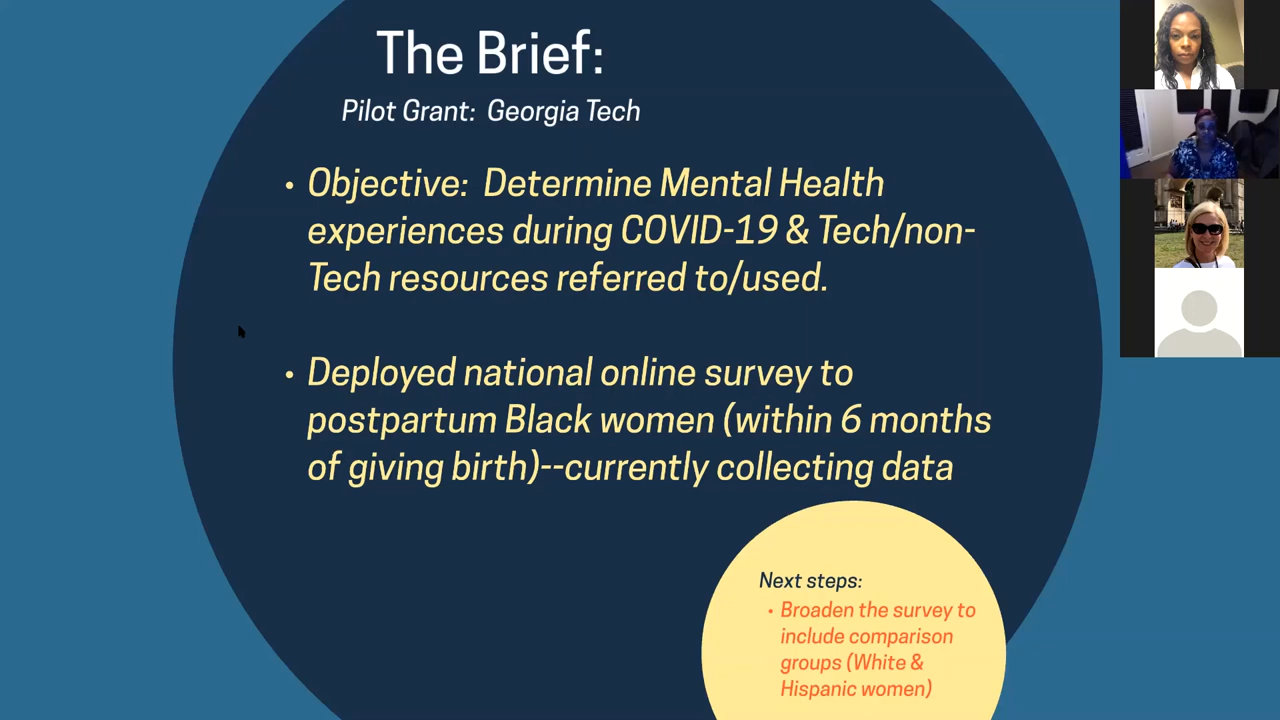 The Brief:
Pilot Grant:  Georgia Tech
• Objective:  Determine Mental Health
experiences during COVID-19 & Tech/non-
Tech resources referred to/used.
• Deployed national online survey to
postpartum Black women (within 6 months
of giving birth)--currently collecting data
Next steps:
• Broaden the survey to
include comparison
groups (White &
Hispanic women)